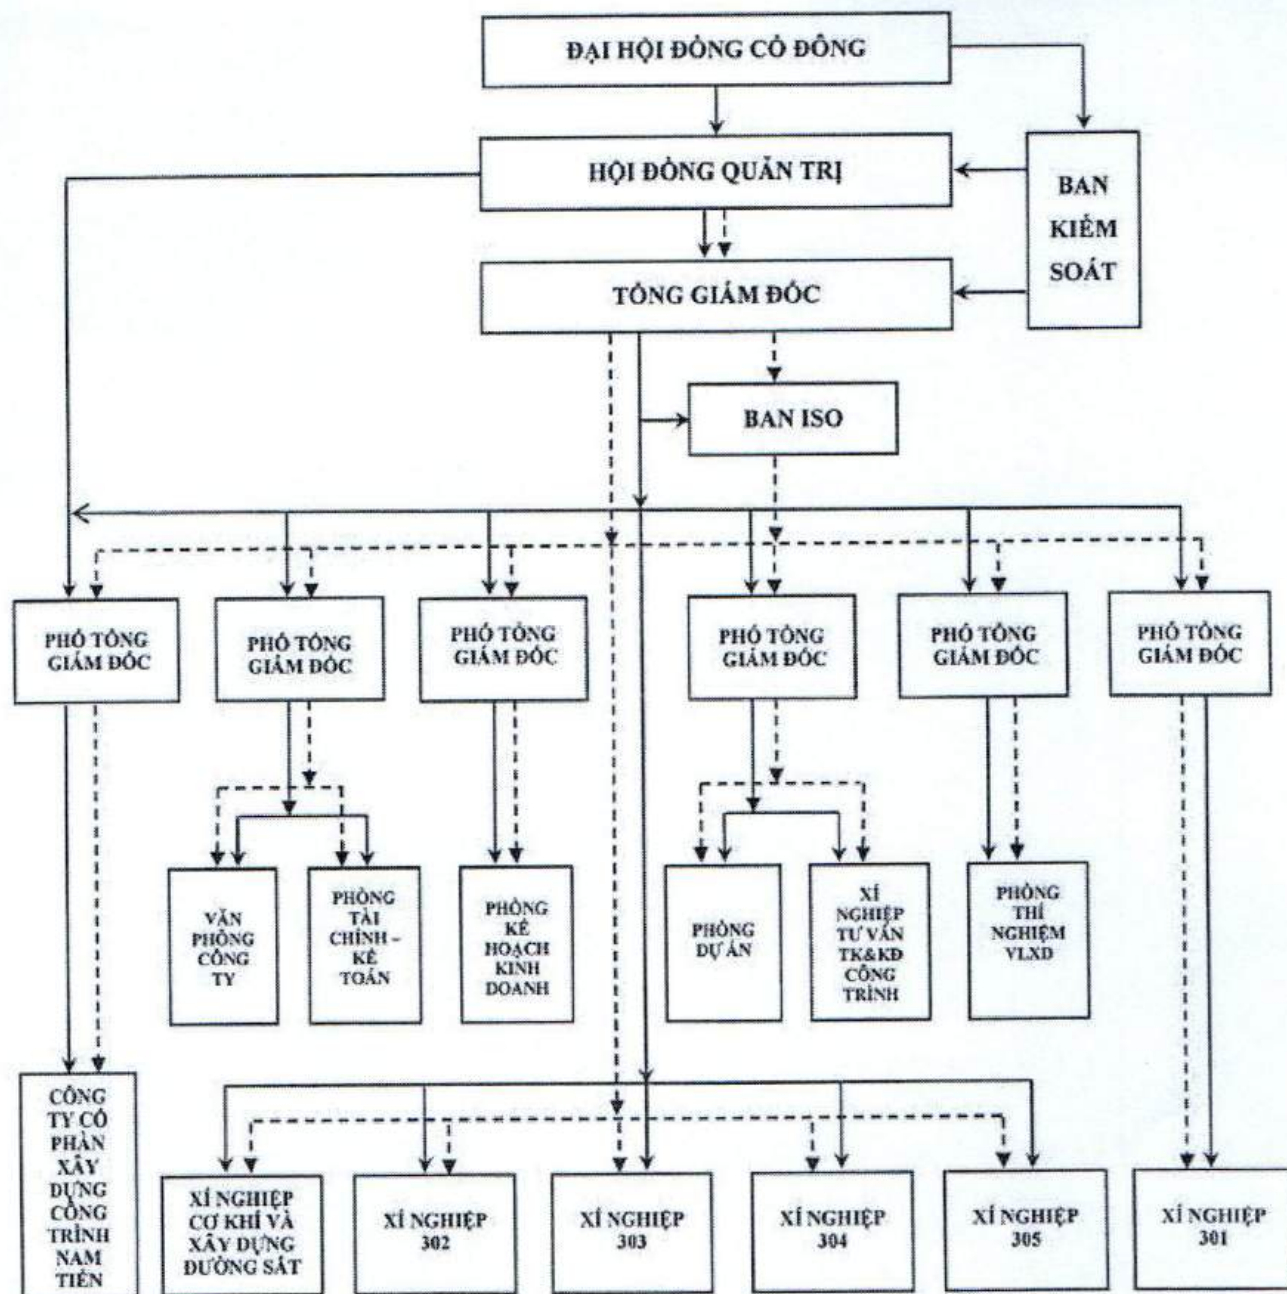 ĐẠI HỘI ĐỒNG CỔ ĐÔNG
HỘI ĐỒNG QUẢN TRỊ
BAN
KIỂM
SOÁT
TỔNG GIÁM ĐỐC
BAN ISO
PHÓ TỔNG
GIÁM ĐỐC
PHÓ TỔNG
GIÁM ĐỐC
PHÓ TỔNG
GIÁM ĐỐC
PHÓ TỔNG
GIÁM ĐỐC
PHÓ TỔNG
GIÁM ĐỐC
PHÓ TỔNG
GIÁM ĐỐC
VĂN
PHÒNG
CÔNG
TY
PHÒNG
TÀI
CHÍNH –
KẾ
TOÁN
PHÒNG
KẾ
HOẠCH
KINH
DOANH
PHÒNG
DỰ ÁN
XÍ
NGHIỆP
TƯ VẤN
TK&KĐ
CÔNG
TRÌNH
PHÒNG
THÍ
NGHIỆM
VLXD
CÔNG
TY CỔ
PHẦN
XÂY
DỰNG
CÔNG
TRÌNH
NAM
TIẾN
XÍ NGHIỆP
CƠ KHÍ VÀ
XÂY DỰNG
ĐƯỜNG SẮT
XÍ NGHIỆP
302
XÍ NGHIỆP
303
XÍ NGHIỆP
304
XÍ NGHIỆP
305
XÍ NGHIỆP
301